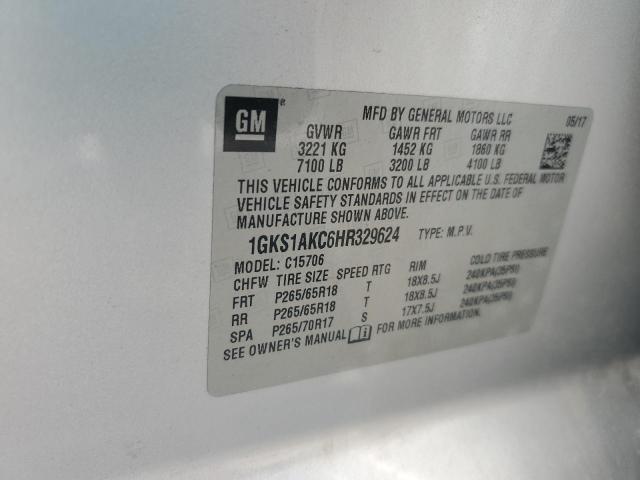 GM ®
MFD BY GENERAL MOTORS LLC 05/17
GVWR GAWR FRT GAWR RR
3221 KG 1452 KG 1860 KG
7100 LB 3200 LB 4100 LB
THIS VEHICLE CONFORMS TO ALL APPLICABLE U.S. FEDERAL MOTOR
VEHICLE SAFETY STANDARDS IN EFFECT ON THE DATE OF
MANUFACTURE SHOWN ABOVE.
1GKS1AKC6HR329624 TYPE: M.P.V.
MODEL: C15706
CHFW TIRE SIZE SPEED RTG RIM COLD TIRE PRESSURE
FRT P265/65R18 T 18X8.5J 240KPA(35PSI)
RR P265/65R18 T 18X8.5J 240KPA(35PSI)
SPA P265/70R17 S 17X7.5J 240KPA(35PSI)
SEE OWNER'S MANUAL FOR MORE INFORMATION.